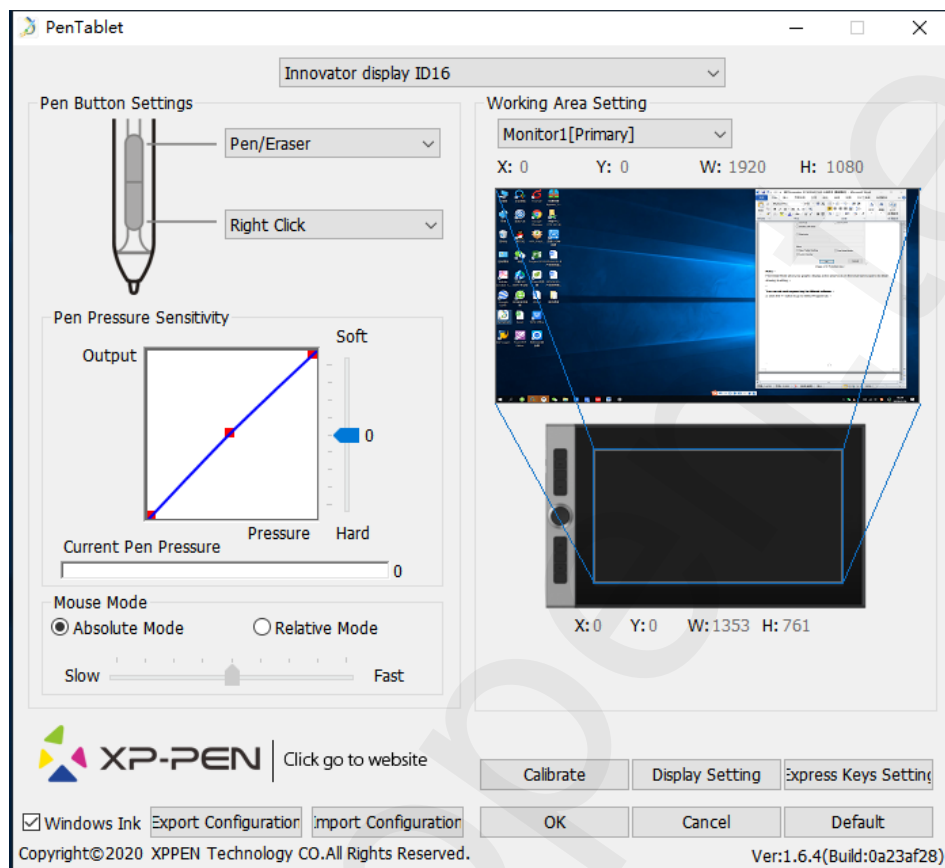 PenTablet
Innovator display ID16
Pen Button Settings
Pen/Eraser
Right Click
Pen Pressure Sensitivity
Output
Soft
0
Pressure
Hard
Current Pen Pressure
0
Mouse Mode
Absolute Mode
Relative Mode
Slow
Fast
Working Area Setting
Monitor1[Primary]
X: 0 Y: 0 W: 1920 H: 1080
X:0 Y:0 W:1353 H:761
XP-PEN
Click go to website
Calibrate
Display Setting
Express Keys Setting
Windows Ink
Export Configuration
Import Configuration
OK
Cancel
Default
Copyright©2020 XPPEN Technology CO.All Rights Reserved.
Ver:1.6.4(Build:0a23af28)